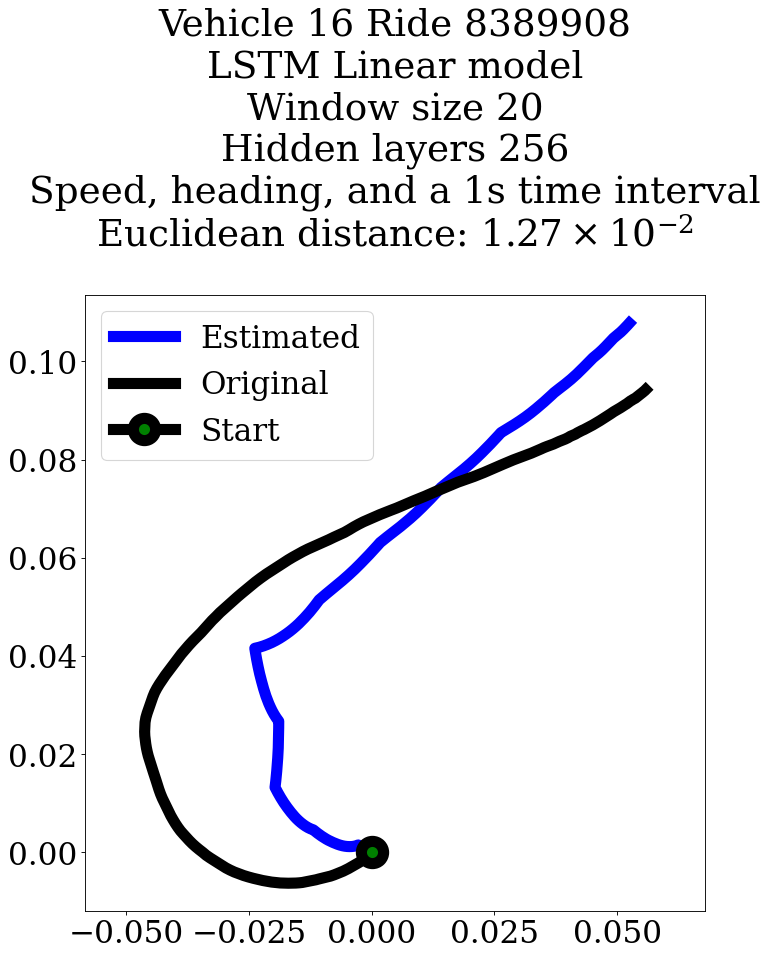 Vehicle 16 Ride 8389908
LSTM Linear model
Window size 20
Hidden layers 256
Speed, heading, and a 1s time interval
Euclidean distance: 1.27 × 10⁻²
Estimated
Original
Start
0.10
0.08
0.06
0.04
0.02
0.00
−0.050 −0.025 0.000 0.025 0.050